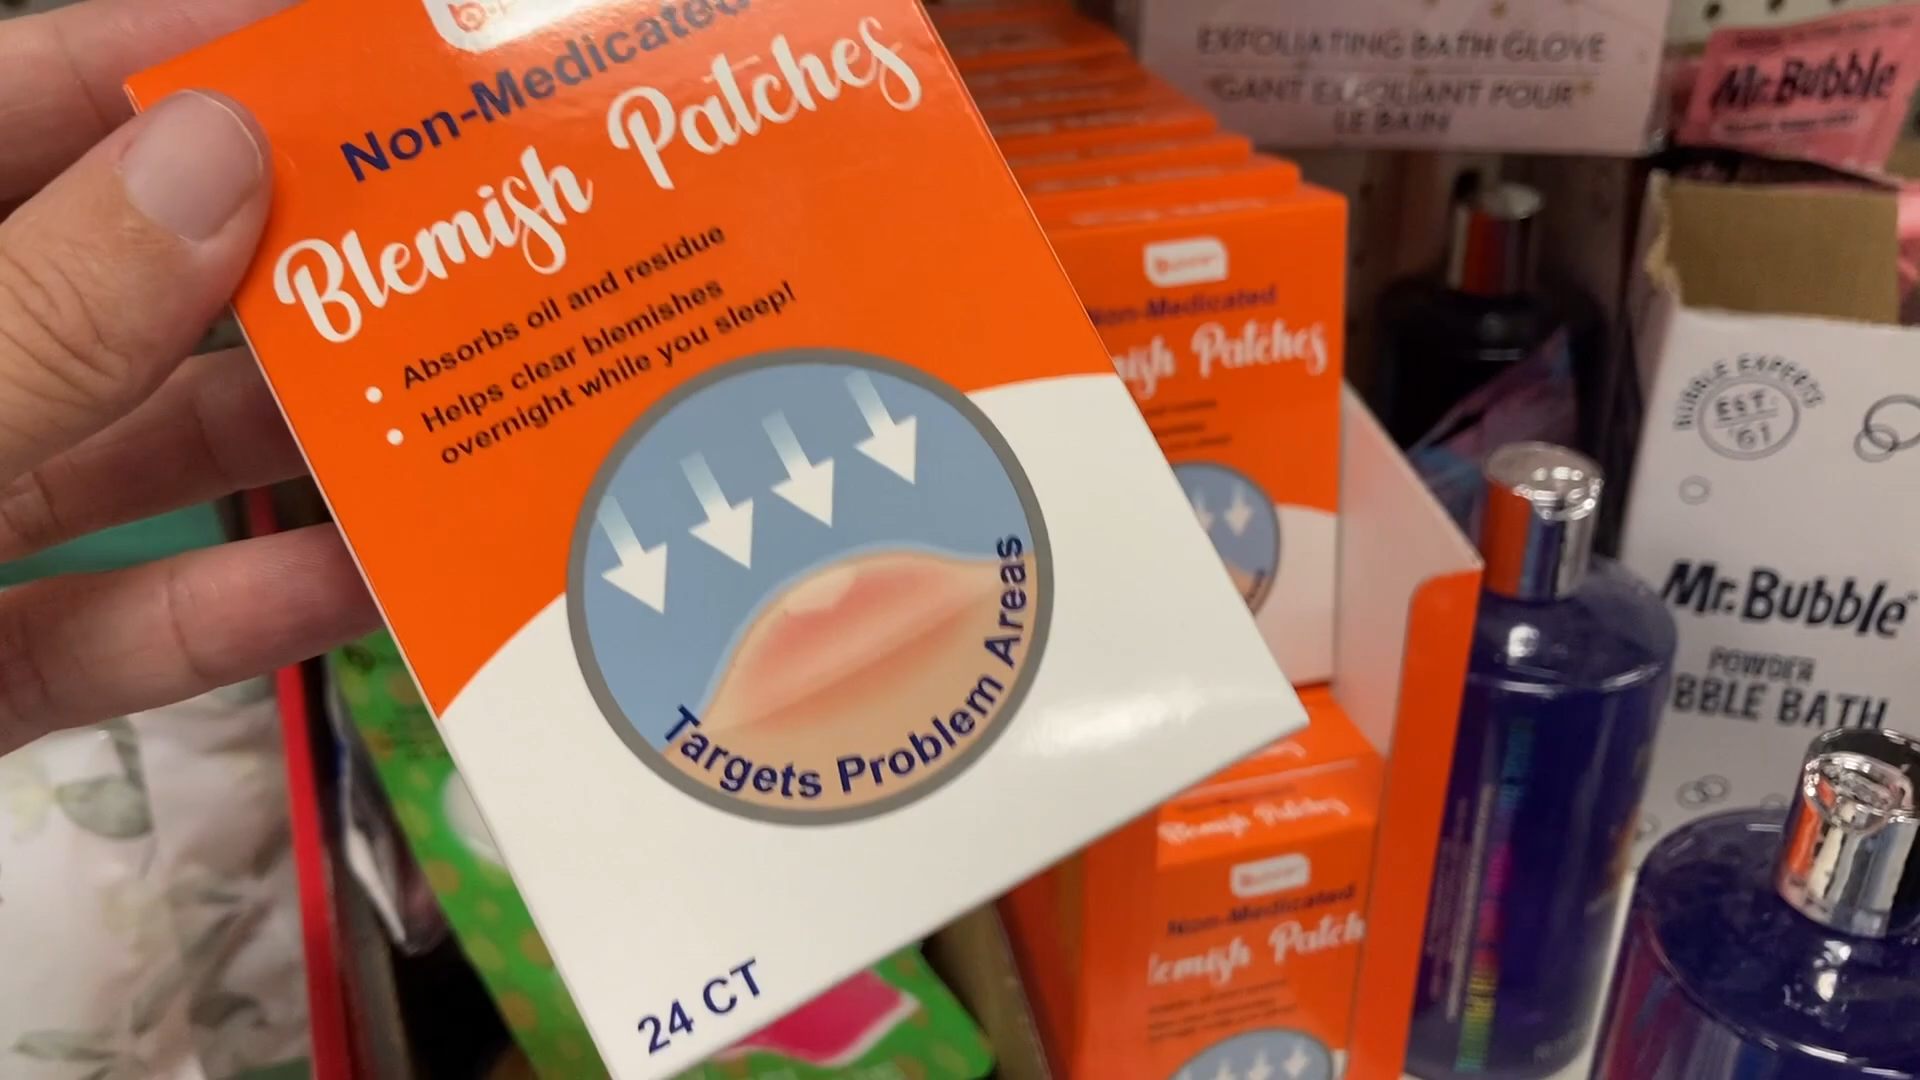 Non-Medicated
Blemish Patches
• Absorbs oil and residue
• Helps clear blemishes
overnight while you sleep!
Targets Problem Areas
24 CT
EXFOLIATING BATH GLOVE
GANT EXFOLIANT POUR
LE BAIN
Mr. Bubble
Non-Medicated
mish Patches
BUBBLE EXPERTS
EST.
'61
Mr. Bubble
POWDER
BBLE BATH
Blemish Patches
Non-Medicated
lemish Patch